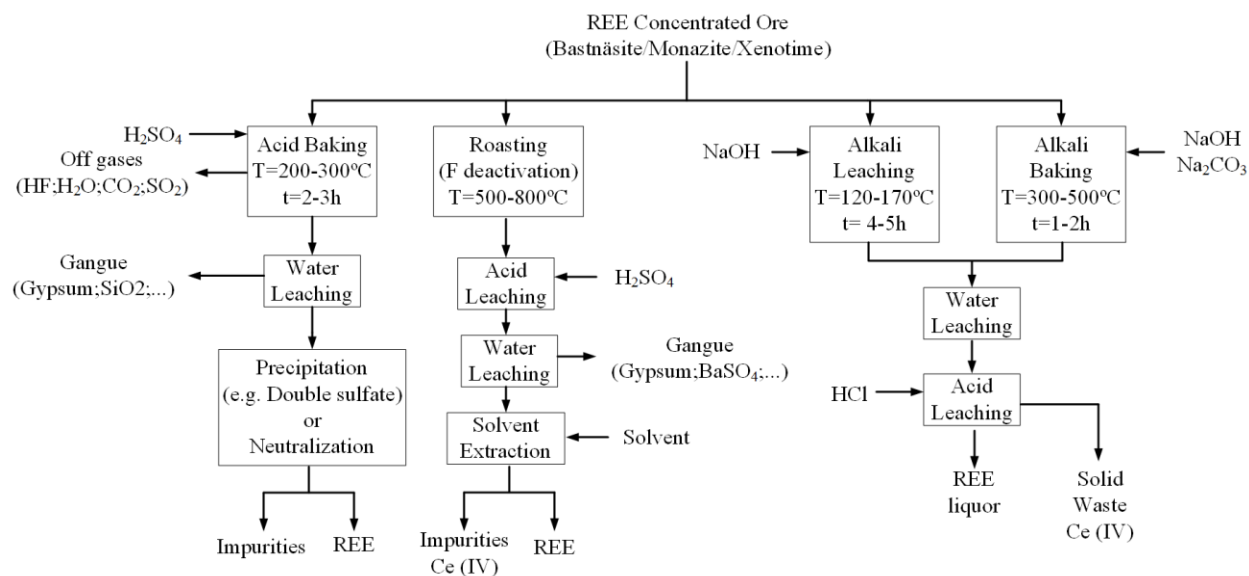 REE Concentrated Ore
(Bastnäsite/Monazite/Xenotime)
H₂SO₄
Off gases
(HF;H₂O;CO₂;SO₂)
Acid Baking
T=200-300ºC
t=2-3h
Gangue
(Gypsum;SiO2;...)
Water
Leaching
Precipitation
(e.g. Double sulfate)
or
Neutralization
Impurities
REE
Roasting
(F deactivation)
T=500-800ºC
Acid
Leaching
H₂SO₄
Water
Leaching
Gangue
(Gypsum;BaSO₄;...)
Solvent
Extraction
Solvent
Impurities
Ce (IV)
REE
NaOH
Alkali
Leaching
T=120-170ºC
t= 4-5h
Alkali
Baking
T=300-500ºC
t=1-2h
NaOH
Na₂CO₃
Water
Leaching
HCl
Acid
Leaching
REE
liquor
Solid
Waste
Ce (IV)